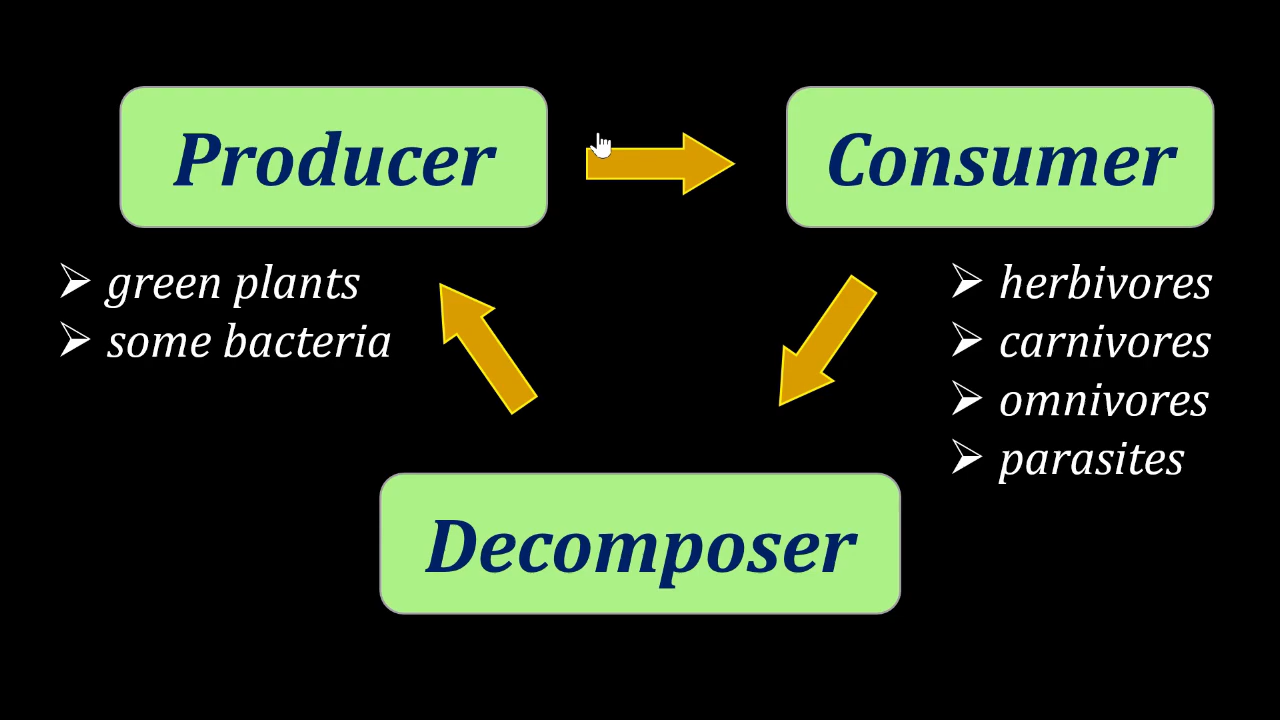 Producer
Consumer
green plants
some bacteria
herbivores
carnivores
omnivores
parasites
Decomposer